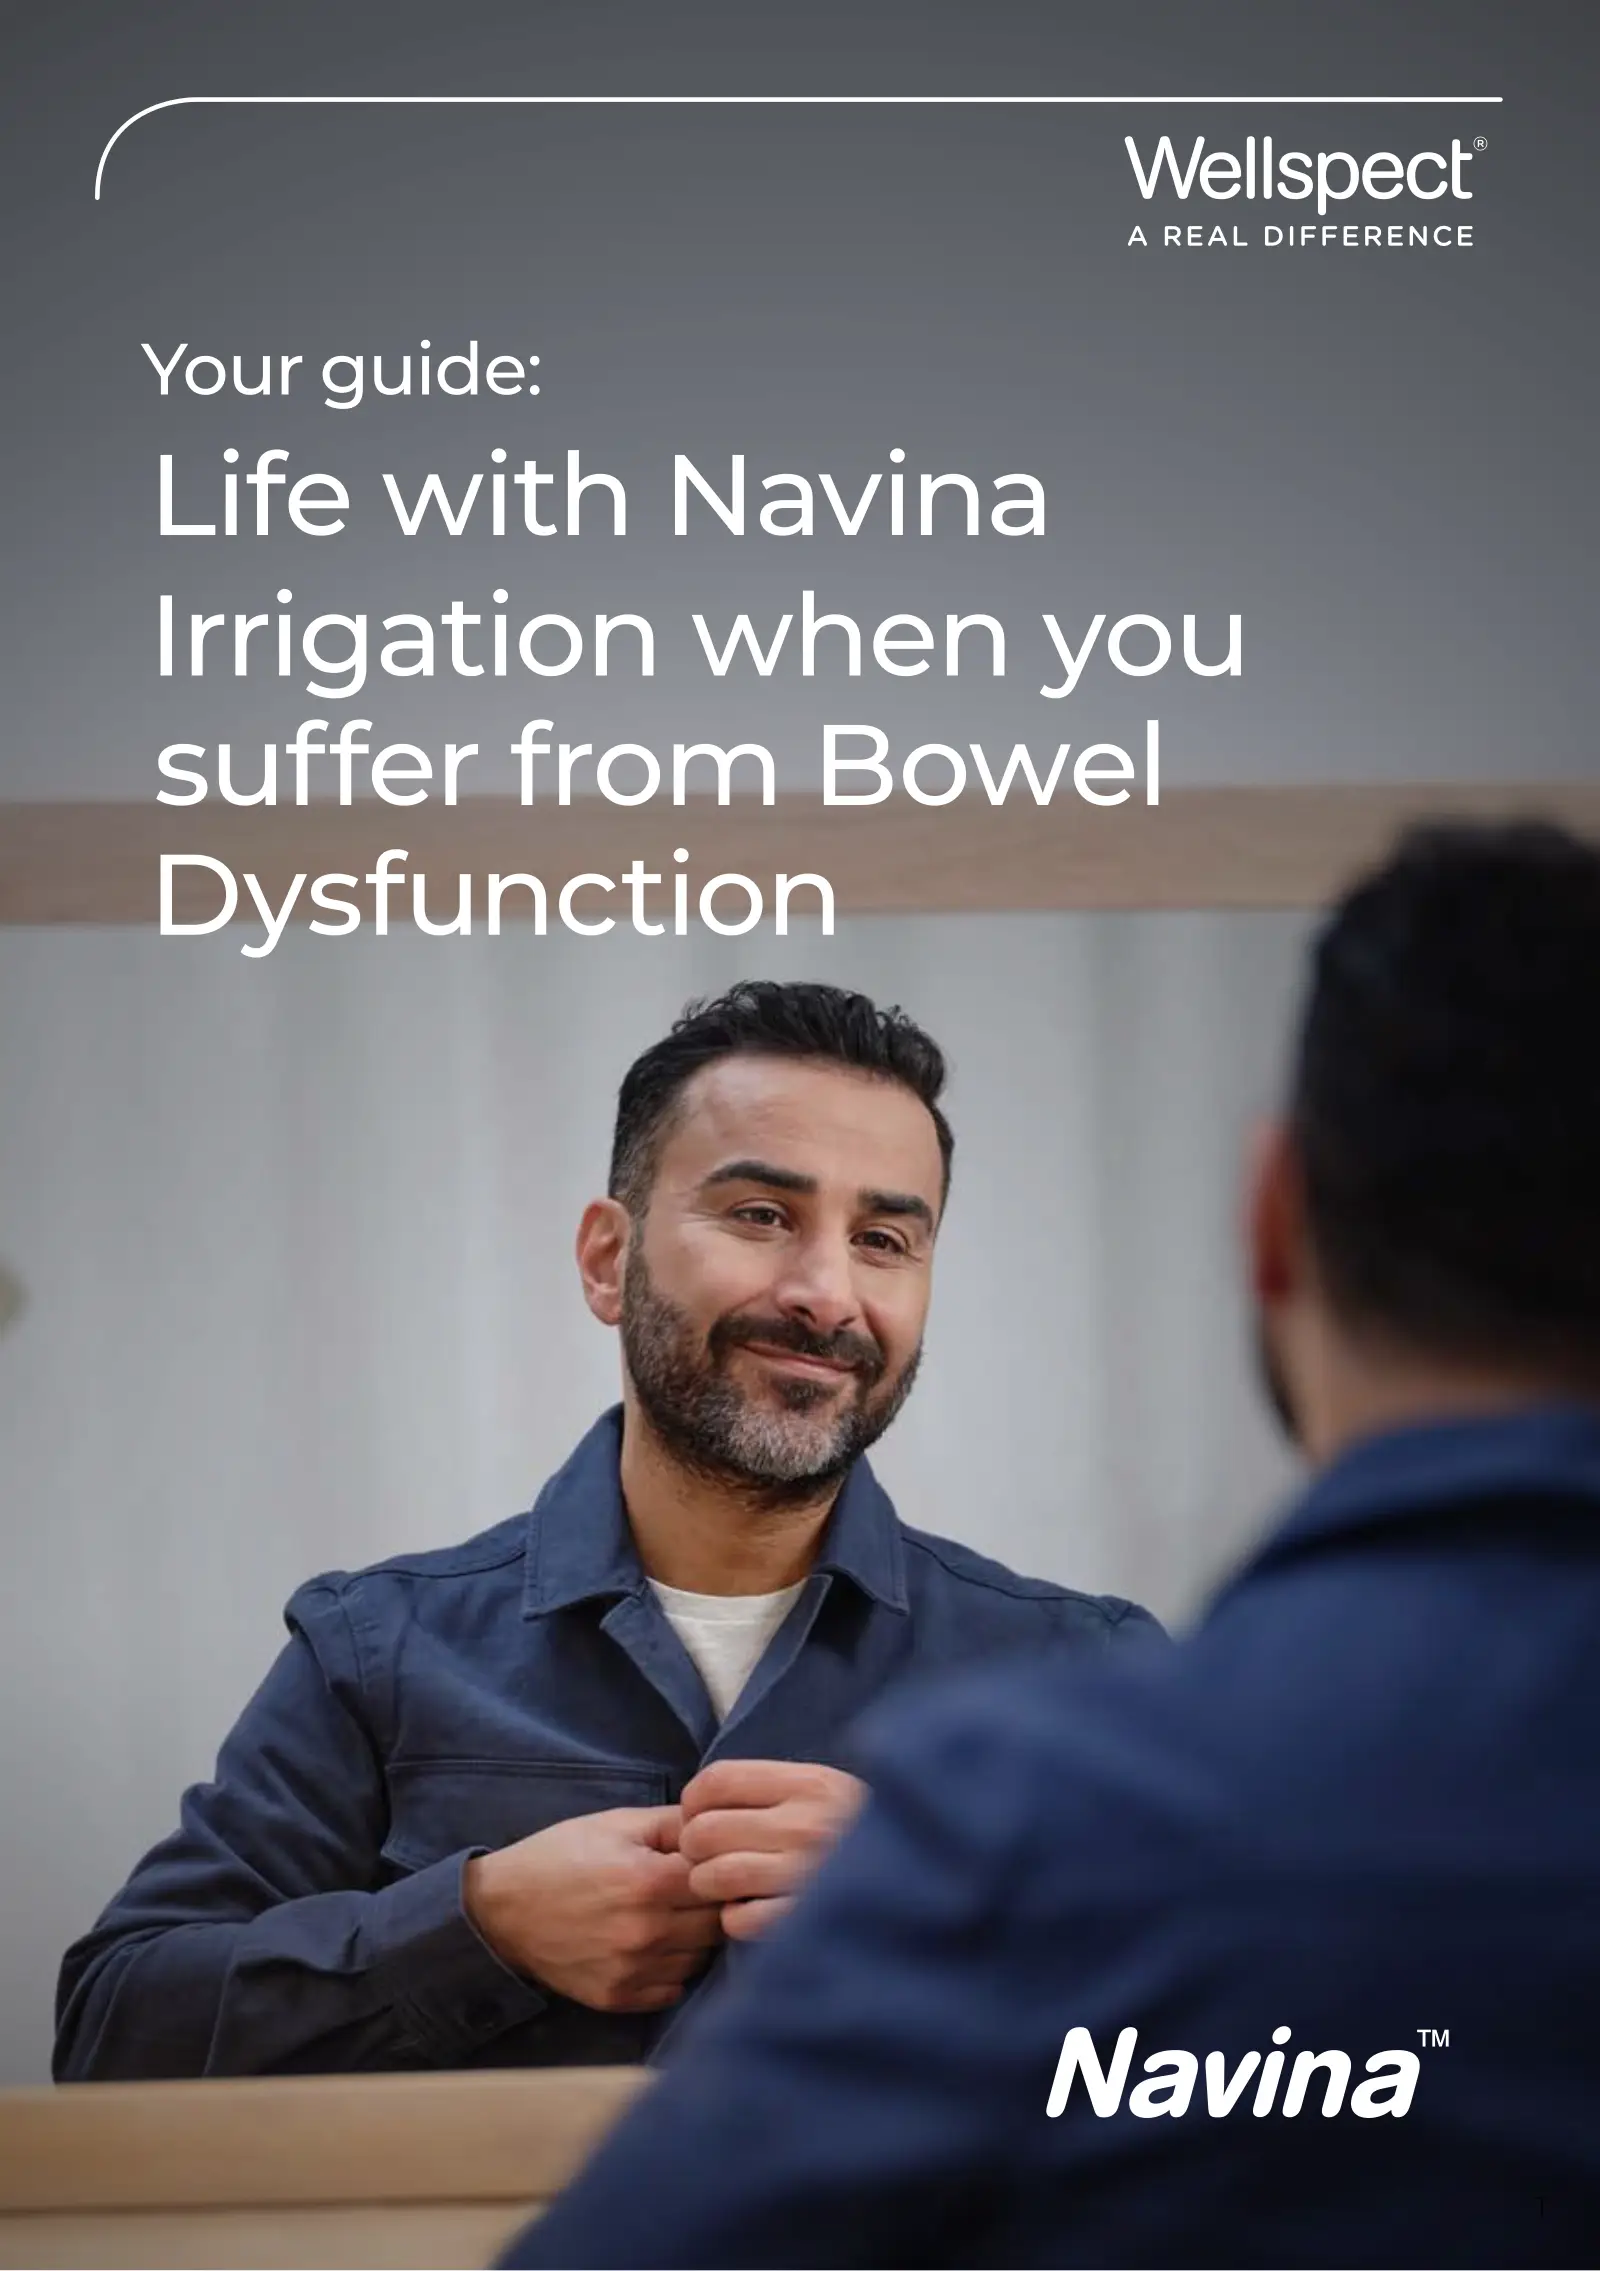 Wellspect®
A REAL DIFFERENCE
Your guide:
Life with Navina
Irrigation when you
suffer from Bowel
Dysfunction
Navina™
1